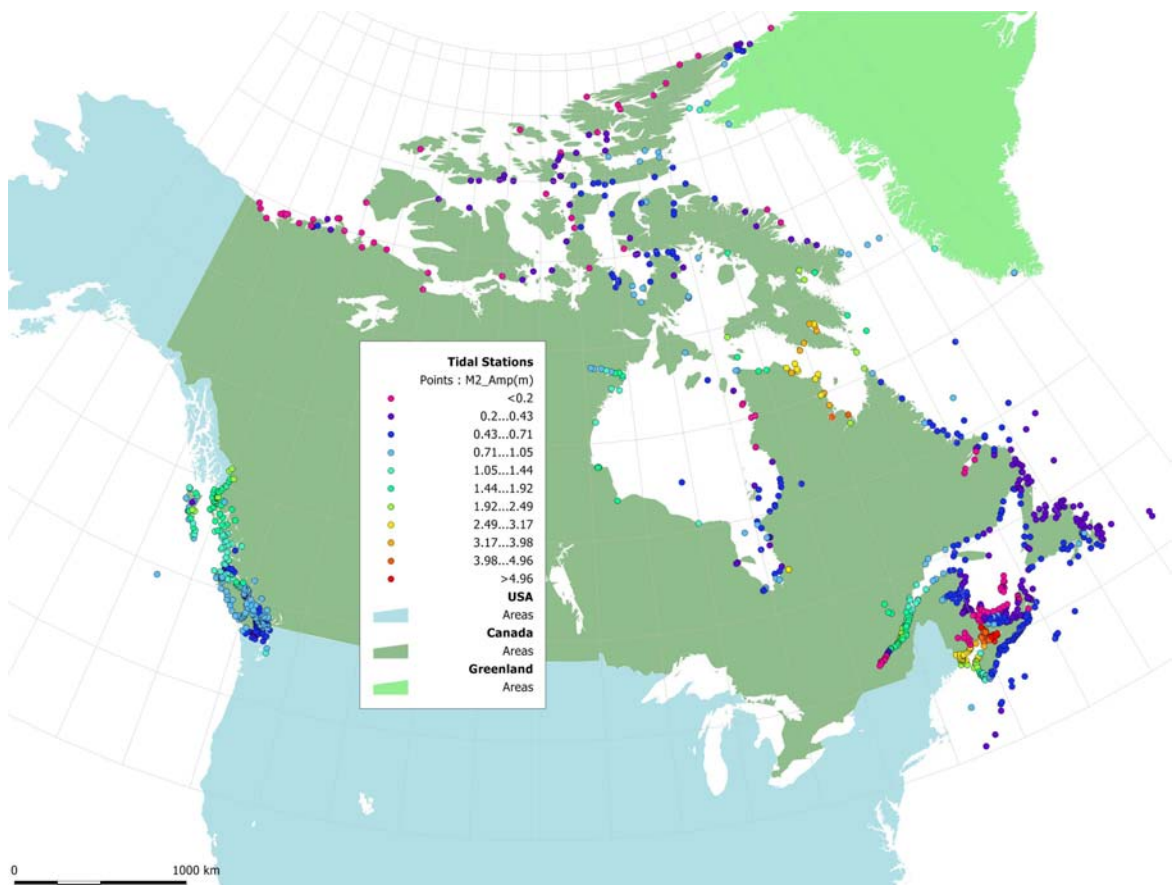 Tidal Stations
Points : M2_Amp(m)
<0.2
0.2...0.43
0.43...0.71
0.71...1.05
1.05...1.44
1.44...1.92
1.92...2.49
2.49...3.17
3.17...3.98
3.98...4.96
>4.96
USA
Areas
Canada
Areas
Greenland
Areas
0 1000 km